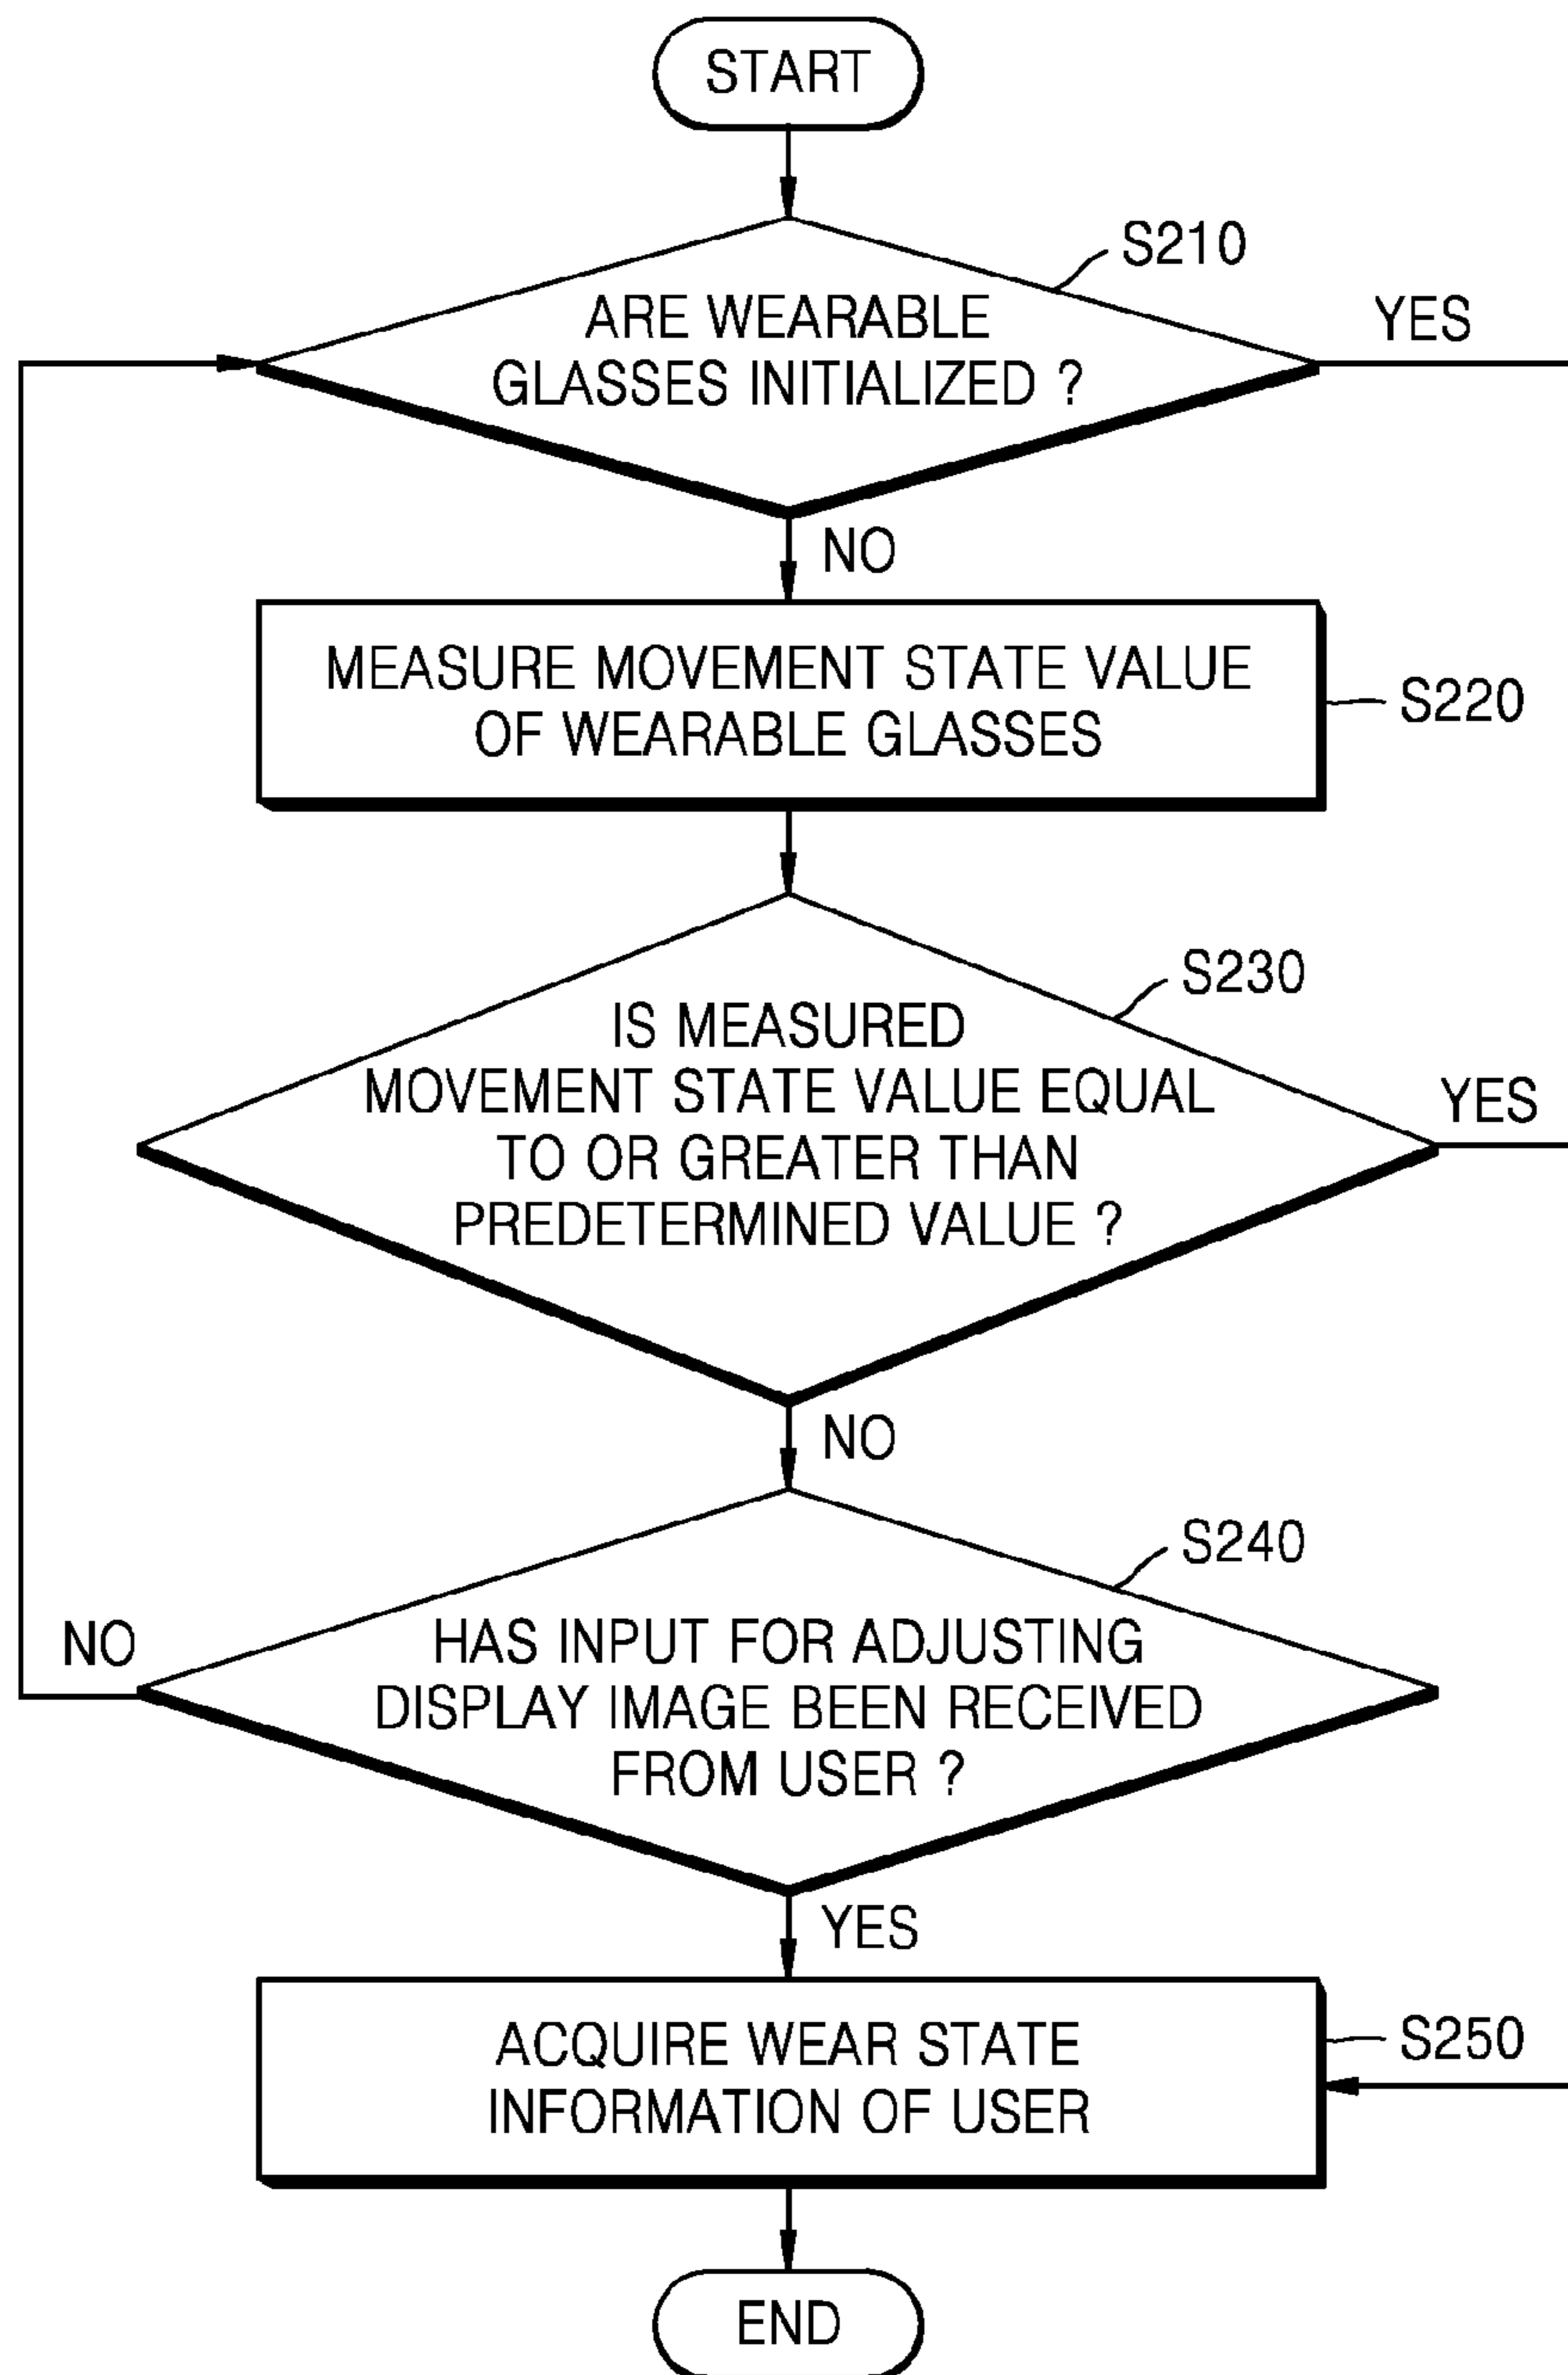 START
S210
ARE WEARABLE
GLASSES INITIALIZED ?
YES
NO
MEASURE MOVEMENT STATE VALUE
OF WEARABLE GLASSES
S220
S230
IS MEASURED
MOVEMENT STATE VALUE EQUAL
TO OR GREATER THAN
PREDETERMINED VALUE ?
YES
NO
S240
HAS INPUT FOR ADJUSTING
DISPLAY IMAGE BEEN RECEIVED
FROM USER ?
NO
YES
ACQUIRE WEAR STATE
INFORMATION OF USER
S250
END